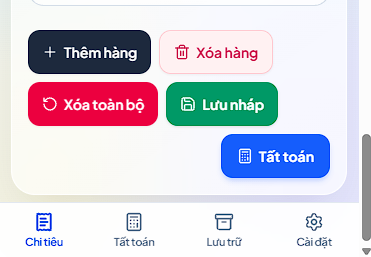 Thêm hàng
Xóa hàng
Xóa toàn bộ
Lưu nháp
Tất toán
Chi tiêu
Tất toán
Lưu trữ
Cài đặt